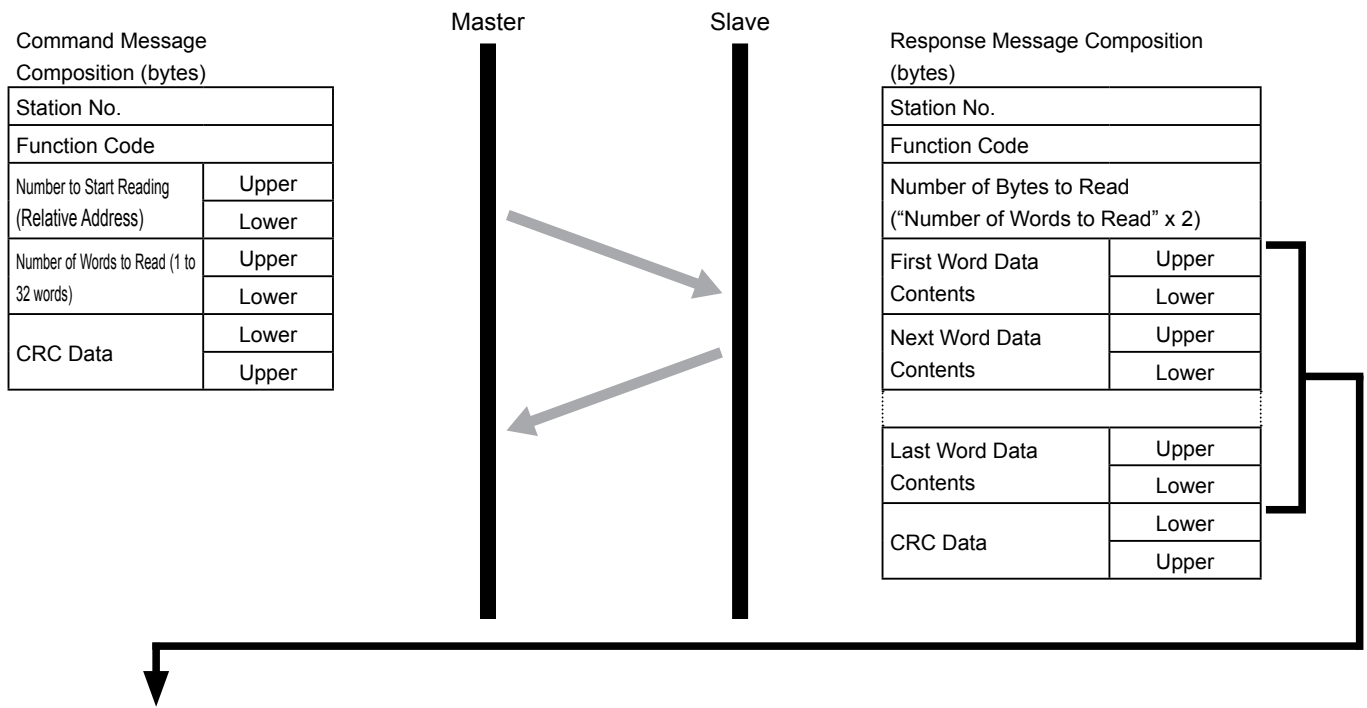 Master
Slave
Command Message
Composition (bytes)
Station No.
Function Code
Number to Start Reading
(Relative Address)
Upper
Lower
Number of Words to Read (1 to
32 words)
Upper
Lower
CRC Data
Lower
Upper
Response Message Composition
(bytes)
Station No.
Function Code
Number of Bytes to Read
(“Number of Words to Read” x 2)
First Word Data
Contents
Upper
Lower
Next Word Data
Contents
Upper
Lower
Last Word Data
Contents
Upper
Lower
CRC Data
Lower
Upper